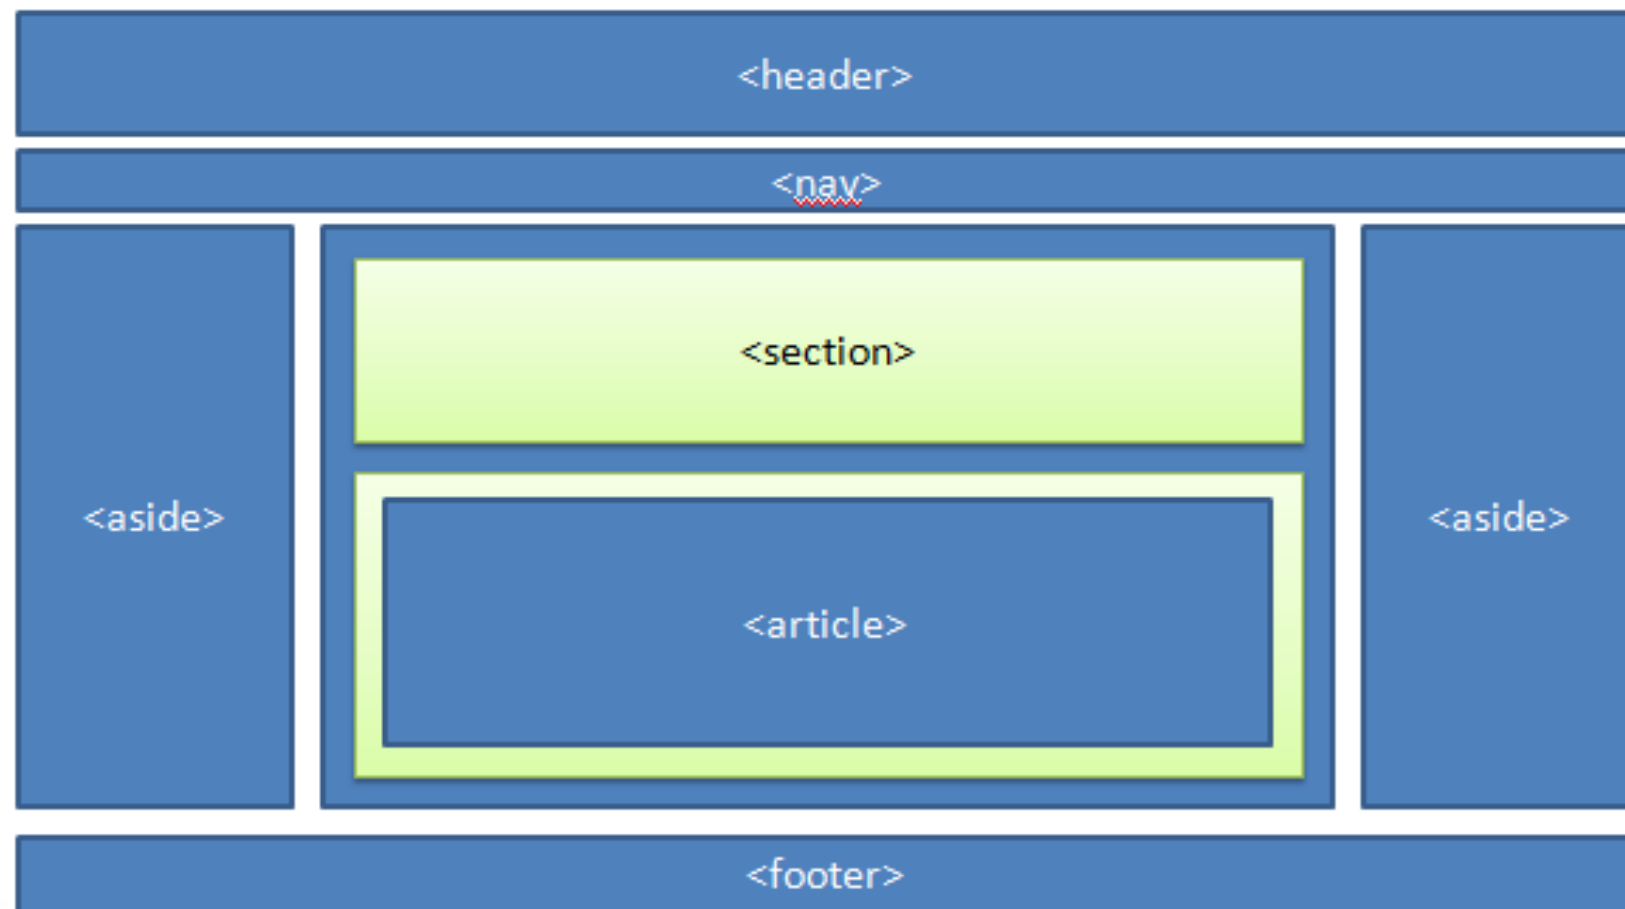 <header>
<nav>
<section>
<aside>
<aside>
<article>
<footer>